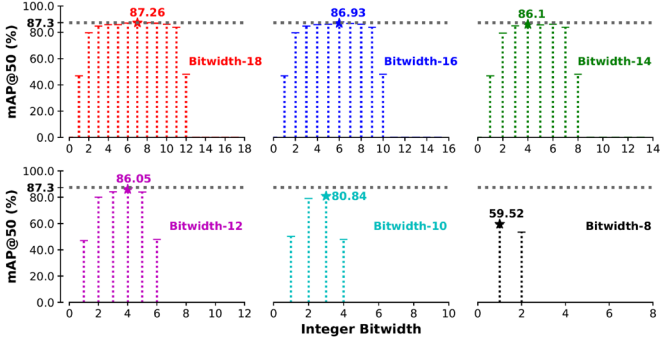 mAP@50 (%)
100.0
87.3
80.0
60.0
40.0
20.0
0.0
87.26
Bitwidth-18
0 2 4 6 8 10 12 14 16 18
86.93
Bitwidth-16
0 2 4 6 8 10 12 14 16
86.1
Bitwidth-14
0 2 4 6 8 10 12 14
mAP@50 (%)
100.0
87.3
80.0
60.0
40.0
20.0
0.0
86.05
Bitwidth-12
0 2 4 6 8 10 12
80.84
Bitwidth-10
0 2 4 6 8 10
59.52
Bitwidth-8
0 2 4 6 8
Integer Bitwidth